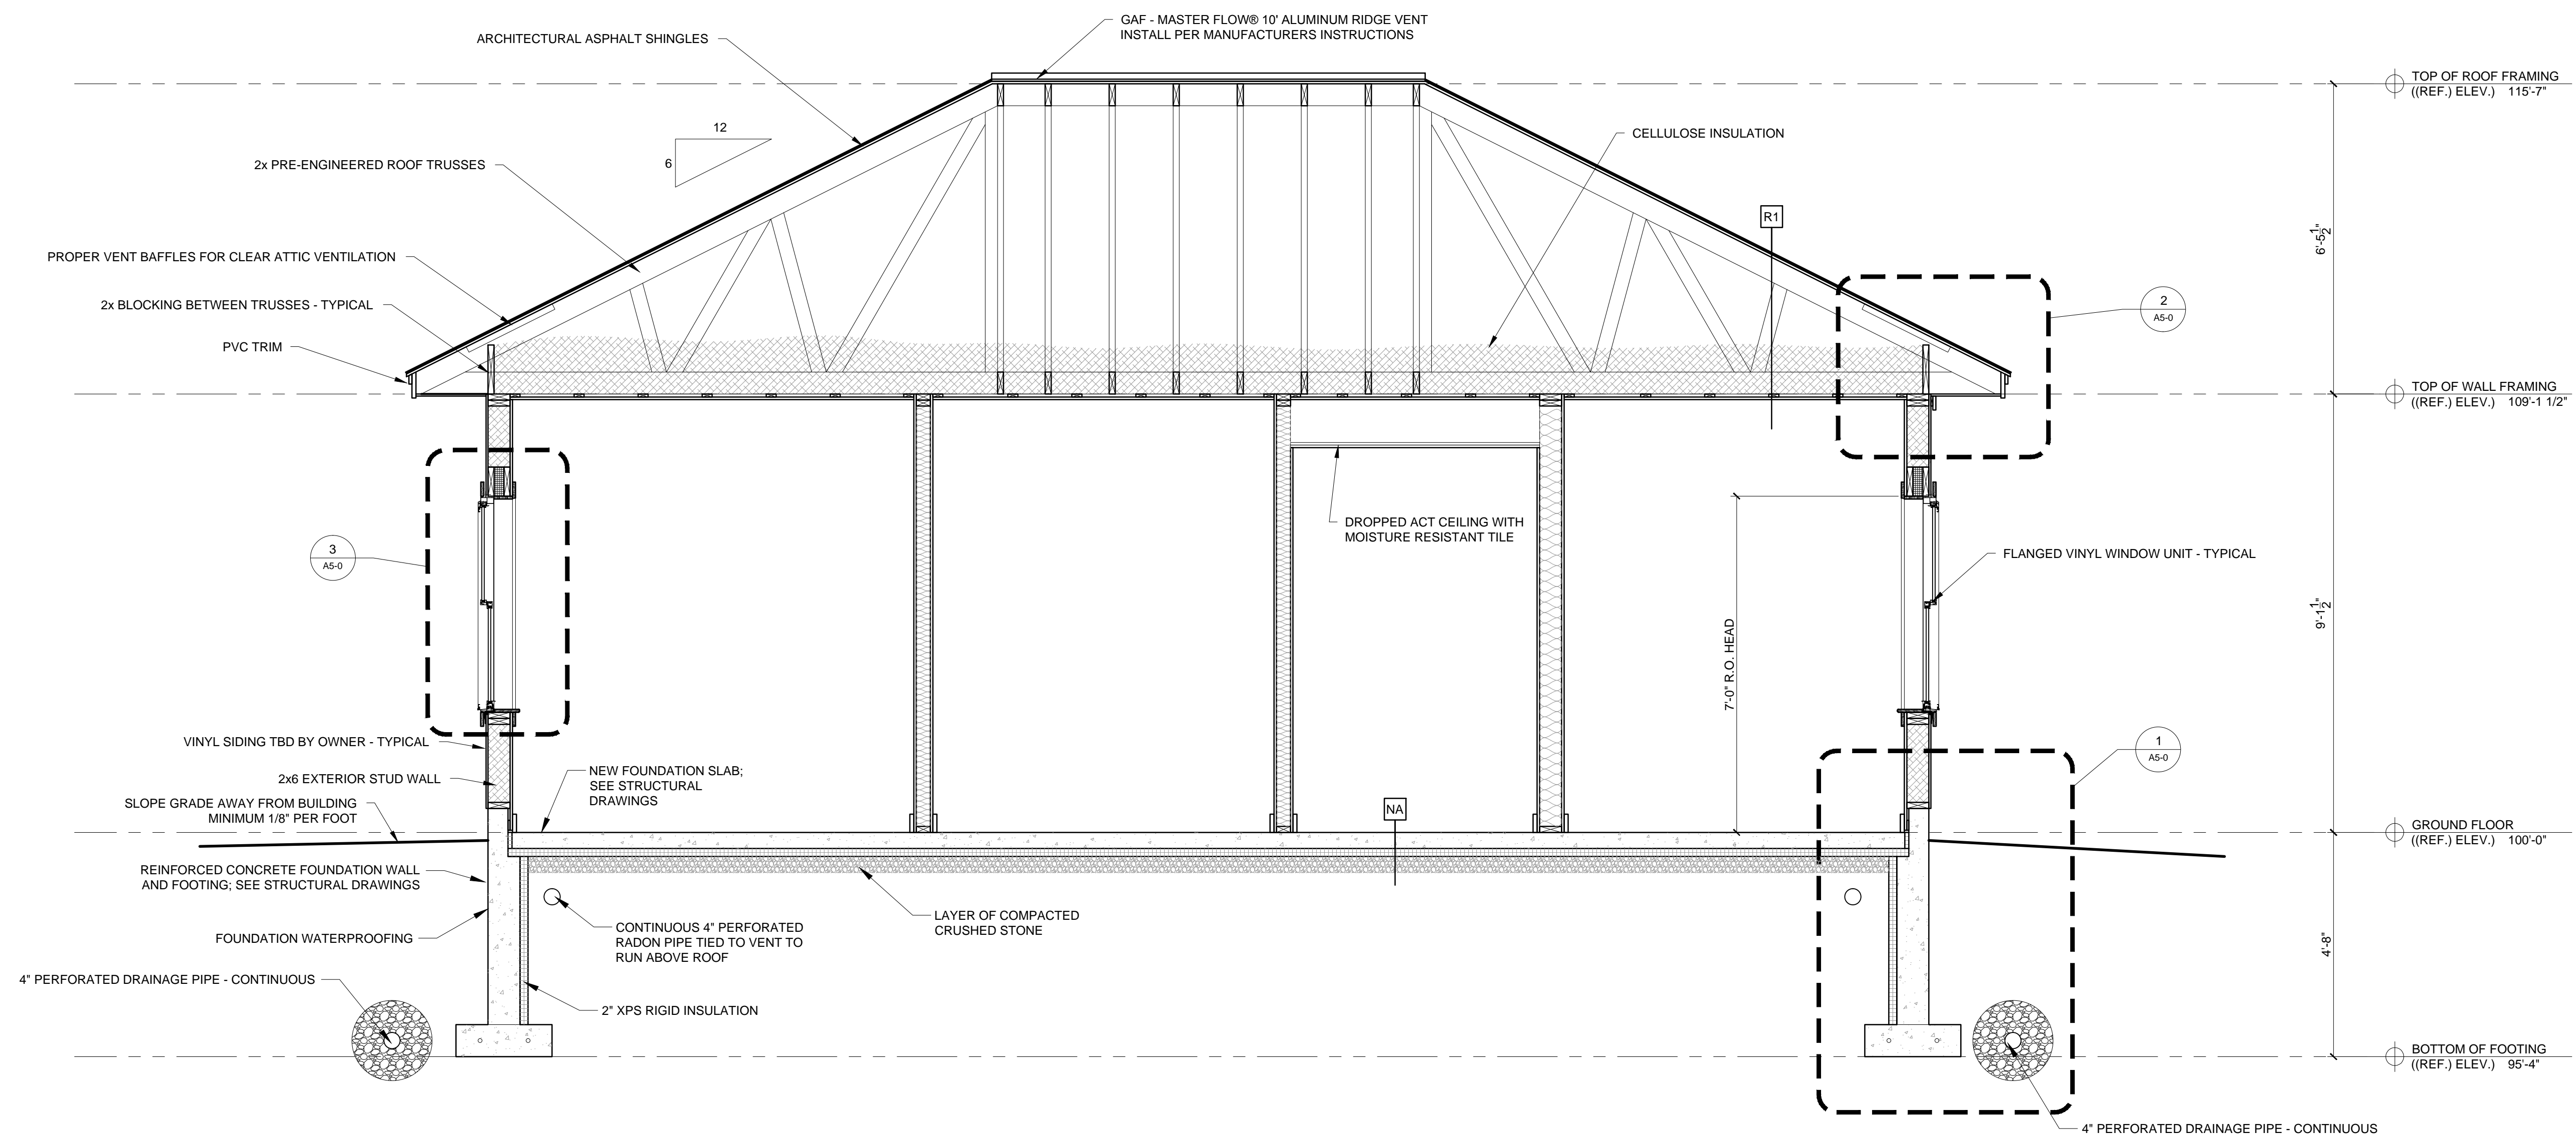 GAF - MASTER FLOW® 10' ALUMINUM RIDGE VENT
INSTALL PER MANUFACTURERS INSTRUCTIONS
ARCHITECTURAL ASPHALT SHINGLES
TOP OF ROOF FRAMING
((REF.) ELEV.) 115'-7"
12
6
CELLULOSE INSULATION
2x PRE-ENGINEERED ROOF TRUSSES
R1
6'-5 1/2"
PROPER VENT BAFFLES FOR CLEAR ATTIC VENTILATION
2x BLOCKING BETWEEN TRUSSES - TYPICAL
2
A5-0
PVC TRIM
TOP OF WALL FRAMING
((REF.) ELEV.) 109'-1 1/2"
DROPPED ACT CEILING WITH
MOISTURE RESISTANT TILE
3
A5-0
FLANGED VINYL WINDOW UNIT - TYPICAL
9'-1 1/2"
7'-0" R.O. HEAD
VINYL SIDING TBD BY OWNER - TYPICAL
1
A5-0
2x6 EXTERIOR STUD WALL
NEW FOUNDATION SLAB;
SEE STRUCTURAL
DRAWINGS
SLOPE GRADE AWAY FROM BUILDING
MINIMUM 1/8" PER FOOT
NA
GROUND FLOOR
((REF.) ELEV.) 100'-0"
REINFORCED CONCRETE FOUNDATION WALL
AND FOOTING; SEE STRUCTURAL DRAWINGS
LAYER OF COMPACTED
CRUSHED STONE
CONTINUOUS 4" PERFORATED
RADON PIPE TIED TO VENT TO
RUN ABOVE ROOF
FOUNDATION WATERPROOFING
4'-8"
4" PERFORATED DRAINAGE PIPE - CONTINUOUS
2" XPS RIGID INSULATION
BOTTOM OF FOOTING
((REF.) ELEV.) 95'-4"
4" PERFORATED DRAINAGE PIPE - CONTINUOUS